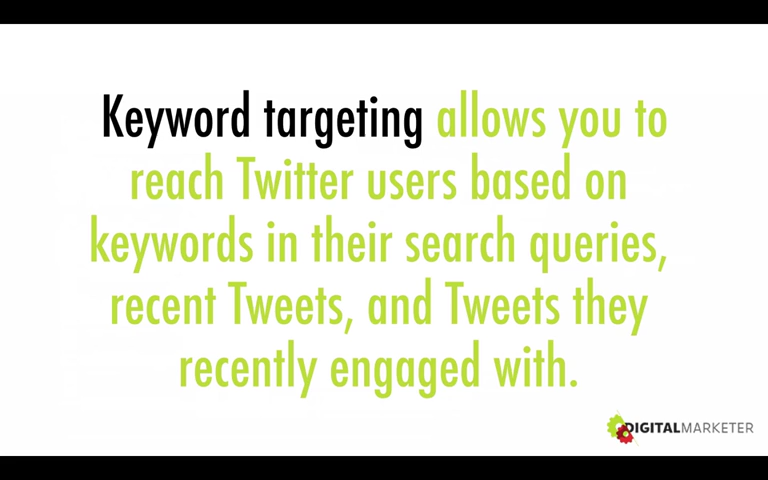 Keyword targeting allows you to
reach Twitter users based on
keywords in their search queries,
recent Tweets, and Tweets they
recently engaged with.
DIGITALMARKETER